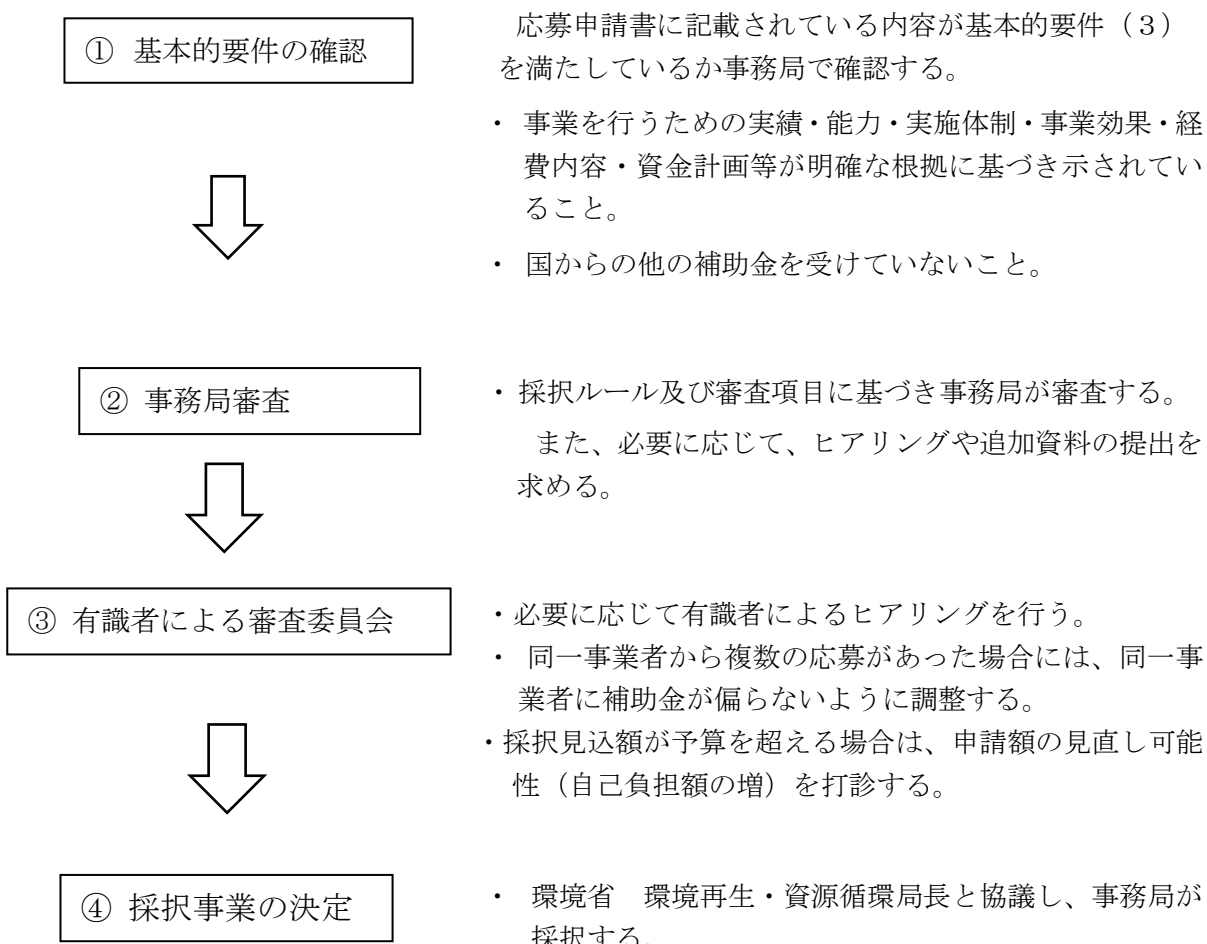 ① 基本的要件の確認
応募申請書に記載されている内容が基本的要件（３）
を満たしているか事務局で確認する。
・ 事業を行うための実績・能力・実施体制・事業効果・経
費内容・資金計画等が明確な根拠に基づき示されてい
ること。
・ 国からの他の補助金を受けていないこと。
② 事務局審査
・採択ルール及び審査項目に基づき事務局が審査する。
また、必要に応じて、ヒアリングや追加資料の提出を
求める。
③ 有識者による審査委員会
・必要に応じて有識者によるヒアリングを行う。
・ 同一事業者から複数の応募があった場合には、同一事
業者に補助金が偏らないように調整する。
・採択見込額が予算を超える場合は、申請額の見直し可能
性（自己負担額の増）を打診する。
④ 採択事業の決定
・ 環境省　環境再生・資源循環局長と協議し、事務局が
採択する。